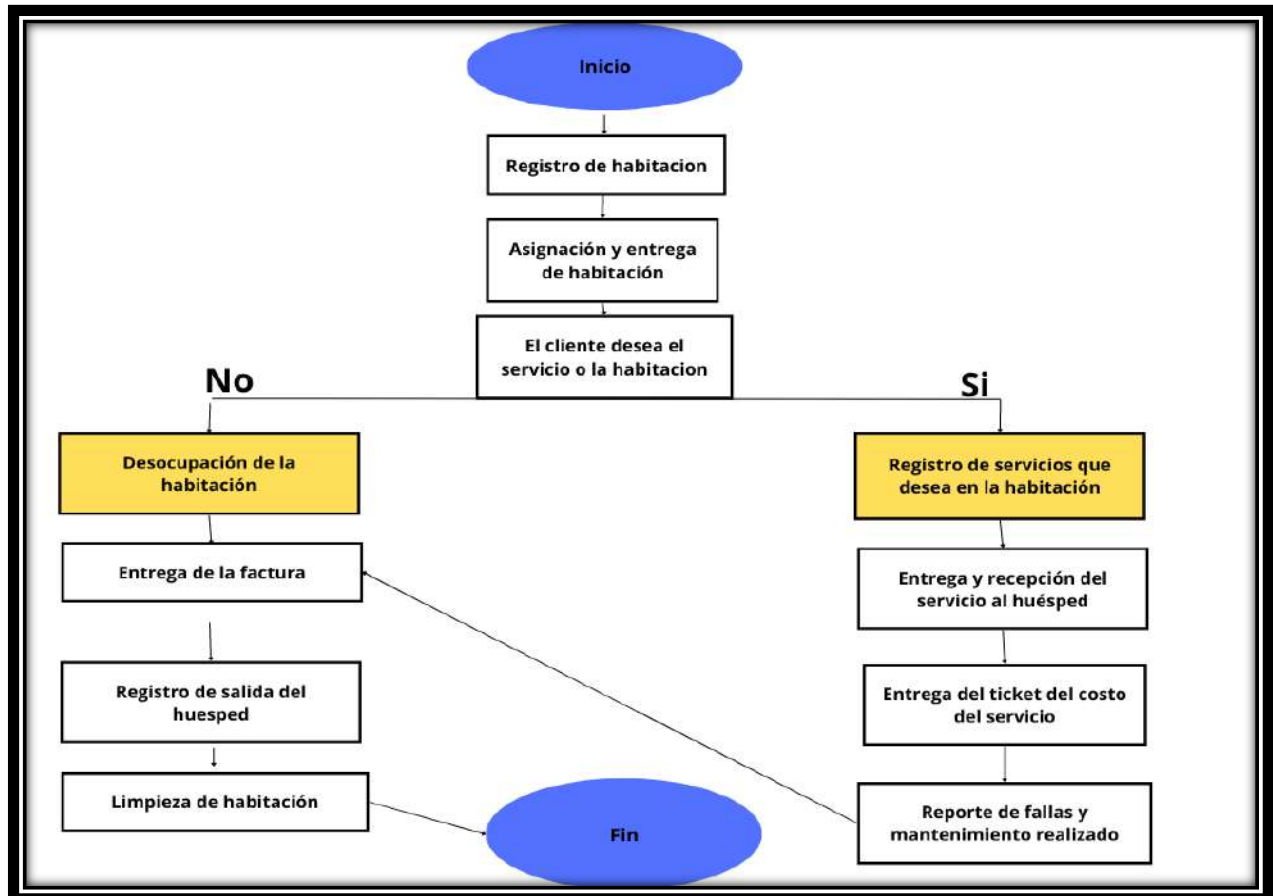 Inicio
Registro de habitacion
Asignación y entrega
de habitación
El cliente desea el
servicio o la habitacion
No
Si
Desocupación de la
habitación
Entrega de la factura
Registro de salida del
huesped
Limpieza de habitación
Registro de servicios que
desea en la habitación
Entrega y recepción del
servicio al huésped
Entrega del ticket del costo
del servicio
Reporte de fallas y
mantenimiento realizado
Fin